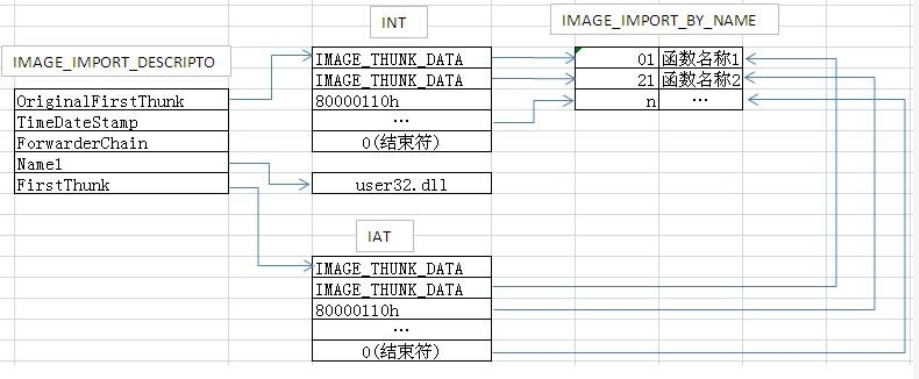 INT
IMAGE_IMPORT_BY_NAME
IMAGE_IMPORT_DESCRIPTO
IMAGE_THUNK_DATA
01 函数名称1
IMAGE_THUNK_DATA
21 函数名称2
OriginalFirstThunk
80000110h
n …
TimeDateStamp
…
ForwarderChain
0(结束符)
Name1
FirstThunk
user32.dll
IAT
IMAGE_THUNK_DATA
IMAGE_THUNK_DATA
80000110h
…
0(结束符)